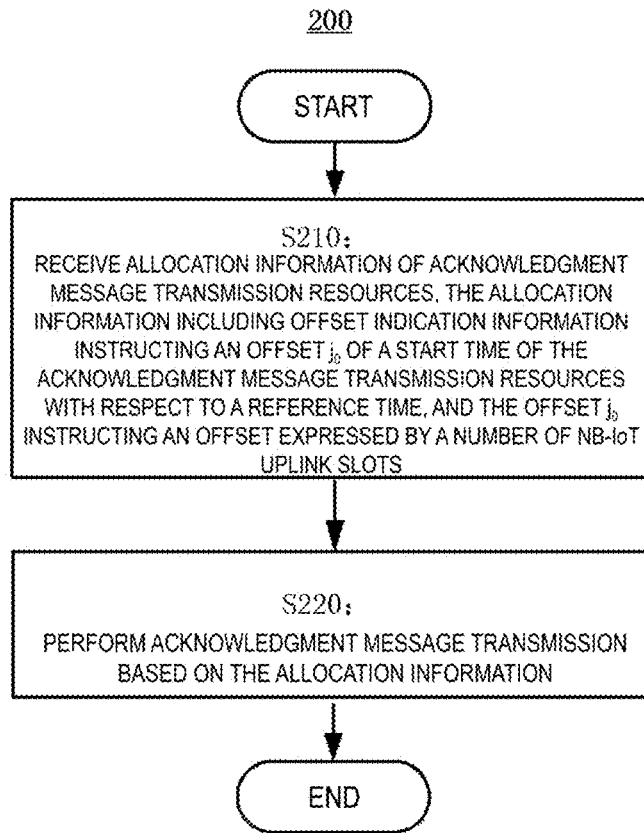 200
START
S210:
RECEIVE ALLOCATION INFORMATION OF ACKNOWLEDGMENT
MESSAGE TRANSMISSION RESOURCES, THE ALLOCATION
INFORMATION INCLUDING OFFSET INDICATION INFORMATION
INSTRUCTING AN OFFSET j₀ OF A START TIME OF THE
ACKNOWLEDGMENT MESSAGE TRANSMISSION RESOURCES
WITH RESPECT TO A REFERENCE TIME, AND THE OFFSET j₀
INSTRUCTING AN OFFSET EXPRESSED BY A NUMBER OF NB-IoT
UPLINK SLOTS
S220:
PERFORM ACKNOWLEDGMENT MESSAGE TRANSMISSION
BASED ON THE ALLOCATION INFORMATION
END